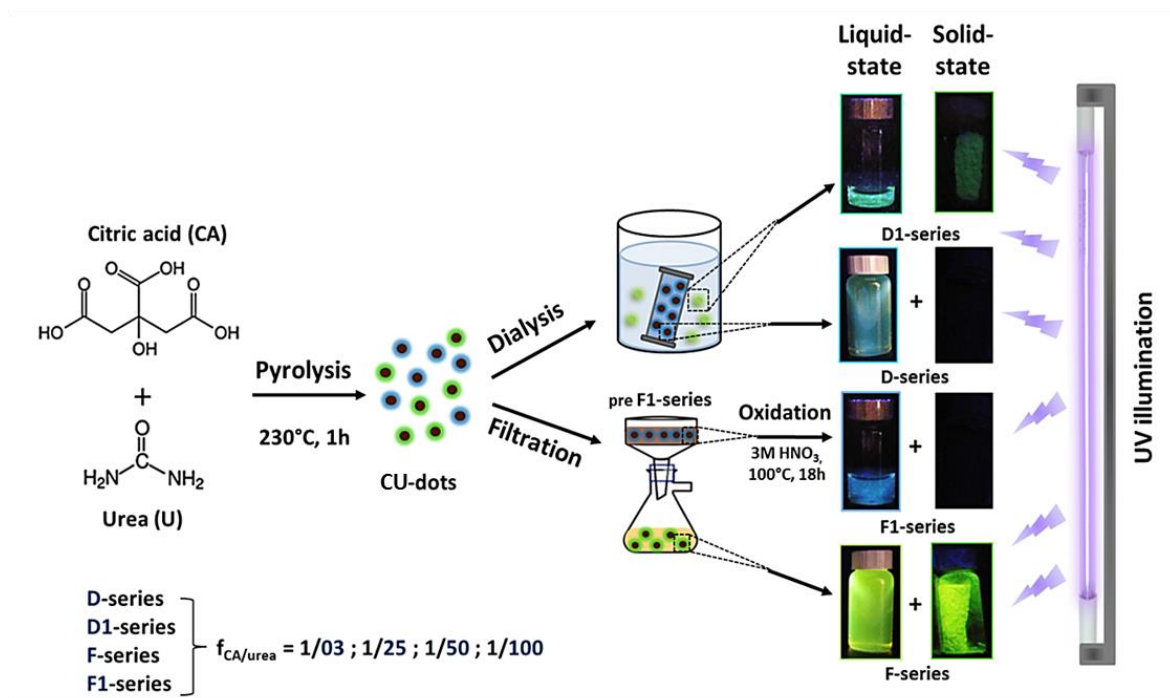 Liquid-
state
Solid-
state
D1-series
Citric acid (CA)
O
OH
O
O
HO
OH
OH
+
O
H₂N
NH₂
Urea (U)
Pyrolysis
230°C, 1h
CU-dots
Dialysis
Filtration
+
D-series
pre F1-series
Oxidation
3M HNO₃,
100°C, 18h
+
F1-series
+
F-series
UV illumination
D-series
D1-series
F-series
F1-series
f_CA/urea = 1/03 ; 1/25 ; 1/50 ; 1/100